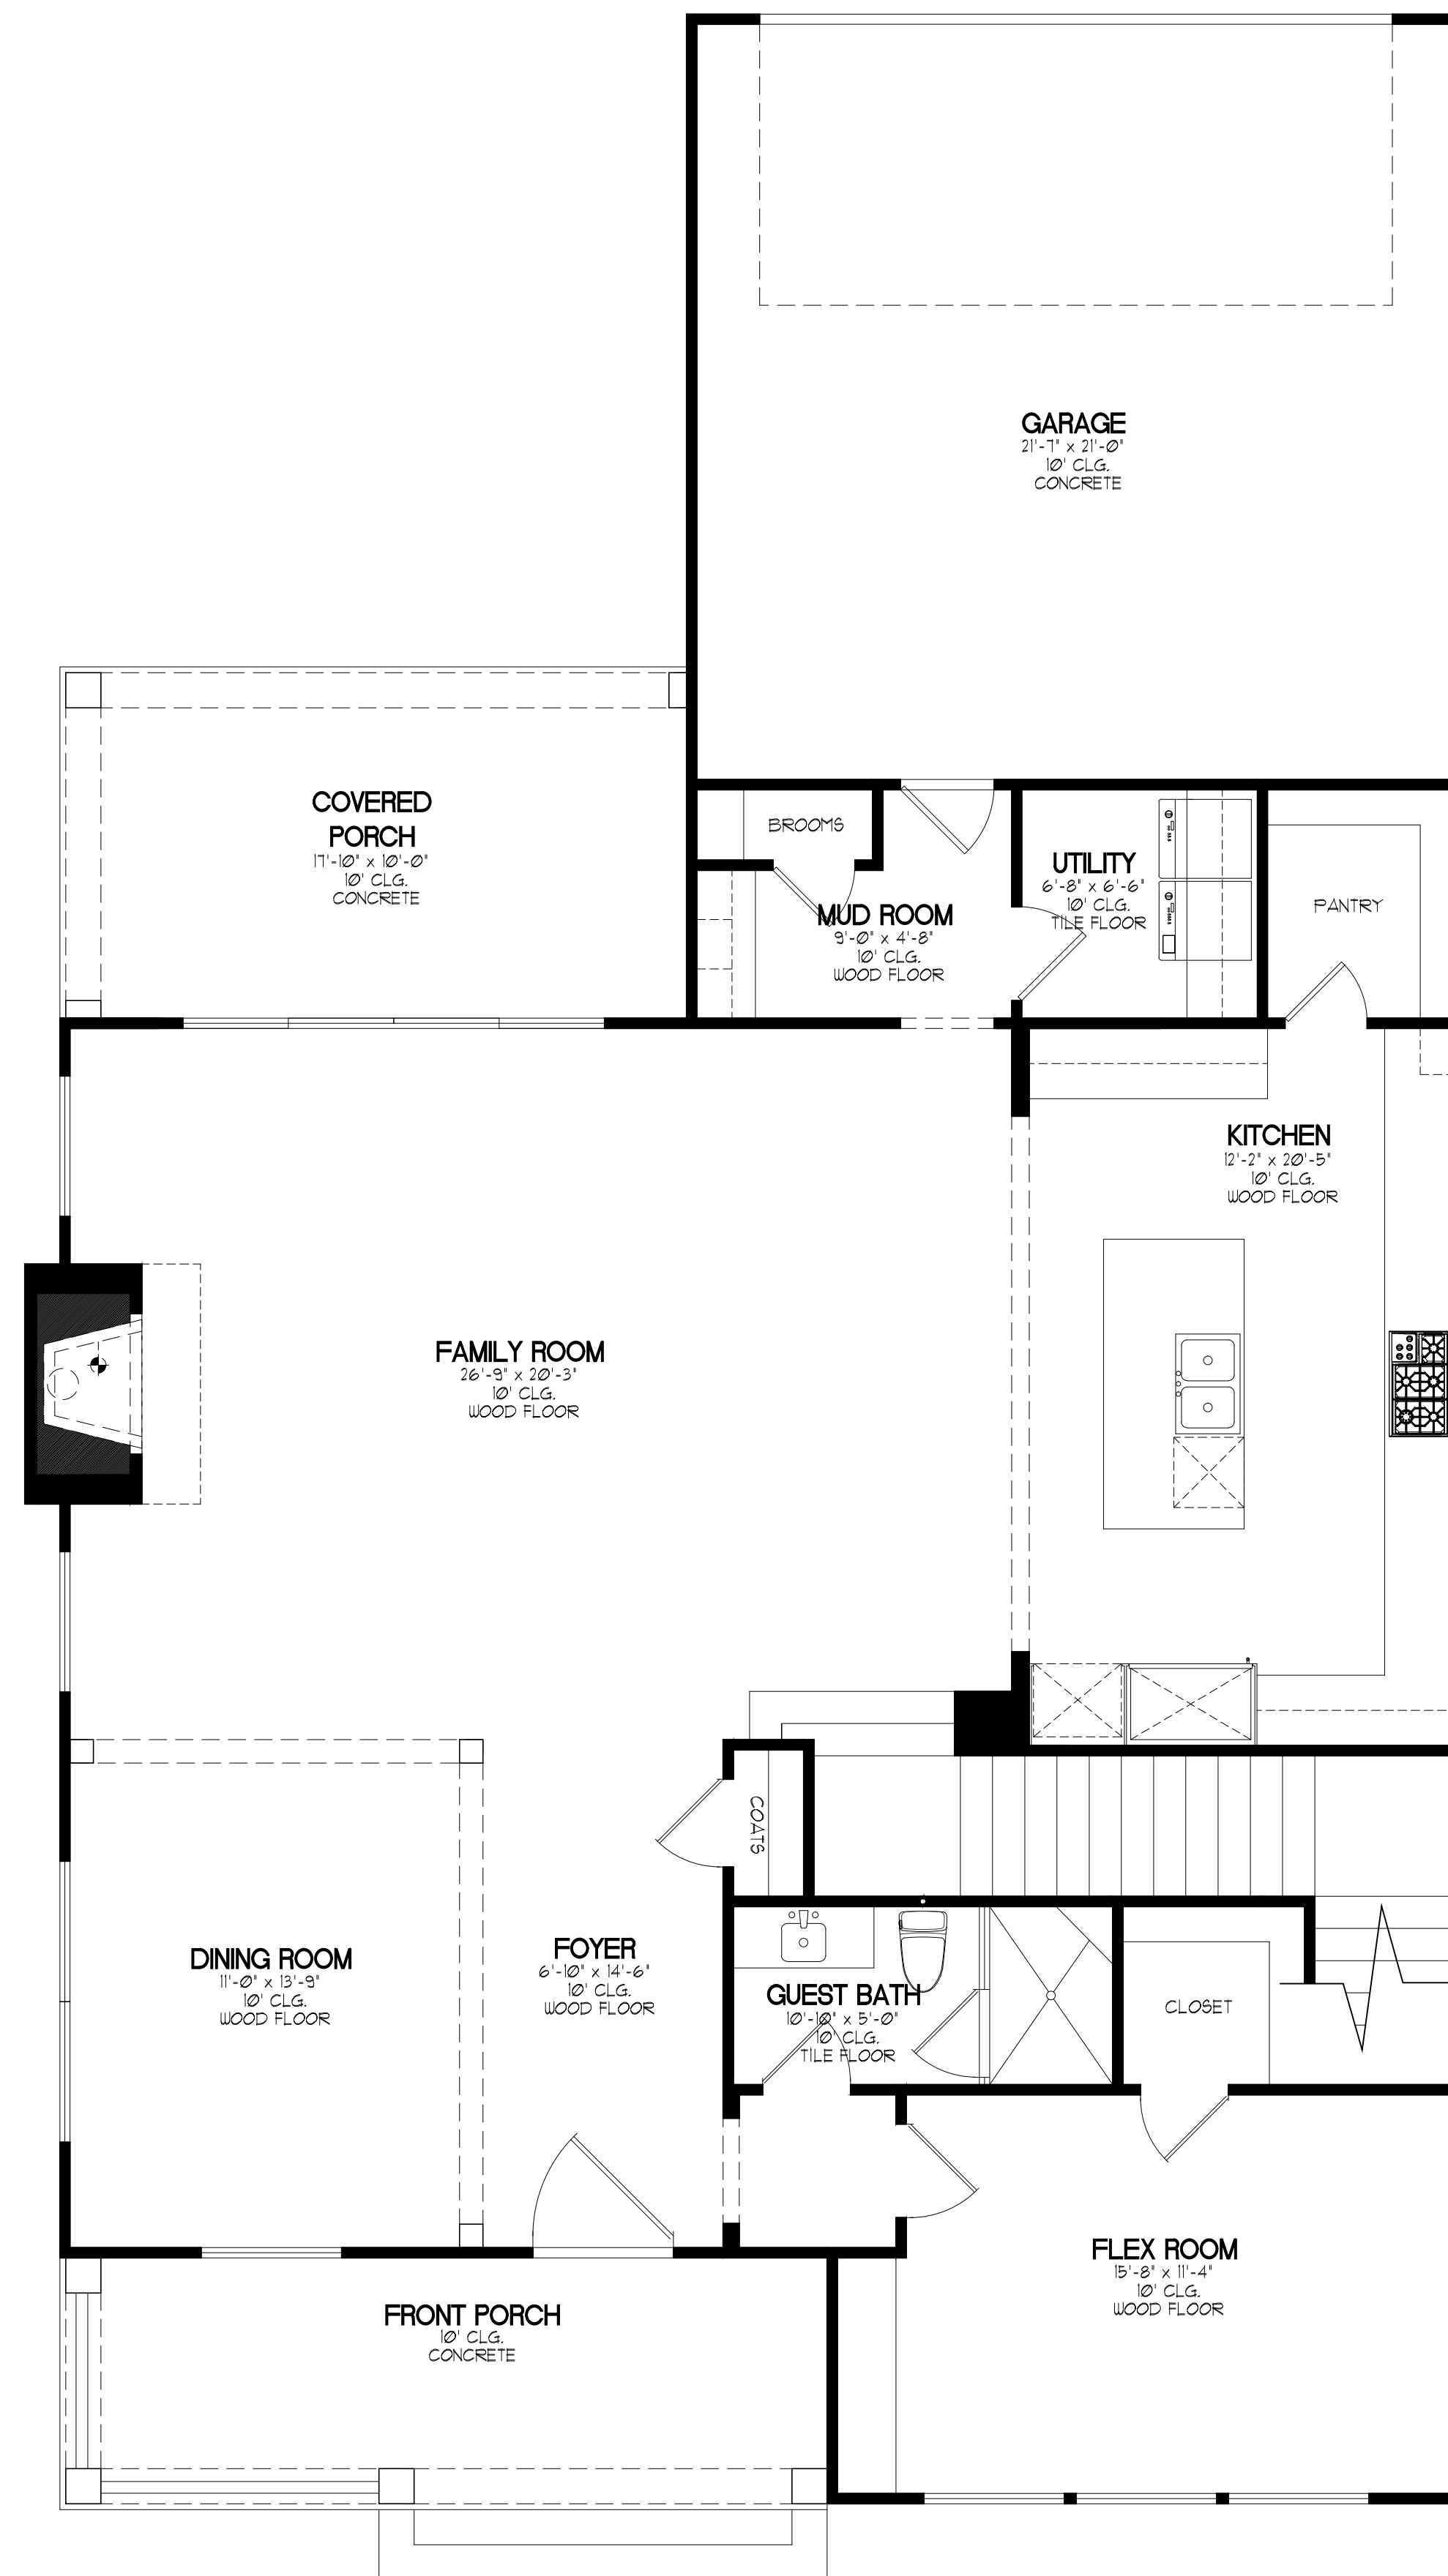 GARAGE
21'-7" x 21'-0"
10' CLG.
CONCRETE
COVERED
PORCH
17'-10" x 10'-0"
10' CLG.
CONCRETE
BROOMS
MUD ROOM
9'-0" x 4'-8"
10' CLG.
WOOD FLOOR
UTILITY
6'-8" x 6'-6"
10' CLG.
TILE FLOOR
PANTRY
KITCHEN
12'-2" x 20'-5"
10' CLG.
WOOD FLOOR
FAMILY ROOM
26'-9" x 20'-3"
10' CLG.
WOOD FLOOR
COATS
DINING ROOM
11'-0" x 13'-9"
10' CLG.
WOOD FLOOR
FOYER
6'-10" x 14'-6"
10' CLG.
WOOD FLOOR
GUEST BATH
10'-10" x 5'-0"
10' CLG.
TILE FLOOR
CLOSET
FLEX ROOM
15'-8" x 11'-4"
10' CLG.
WOOD FLOOR
FRONT PORCH
10' CLG.
CONCRETE